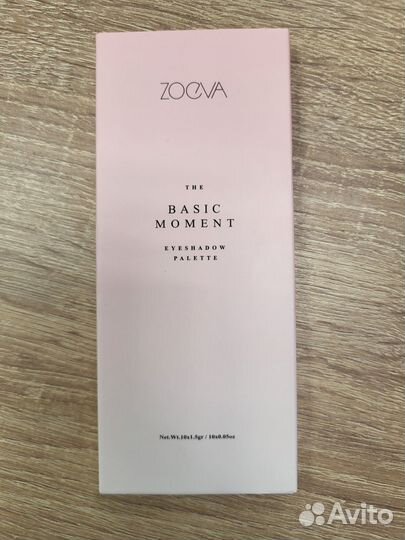 ZOEVA
THE
BASIC
MOMENT
EYESHADOW
PALETTE
Net.Wt.10x1.5gr / 10x0.05oz
Avito